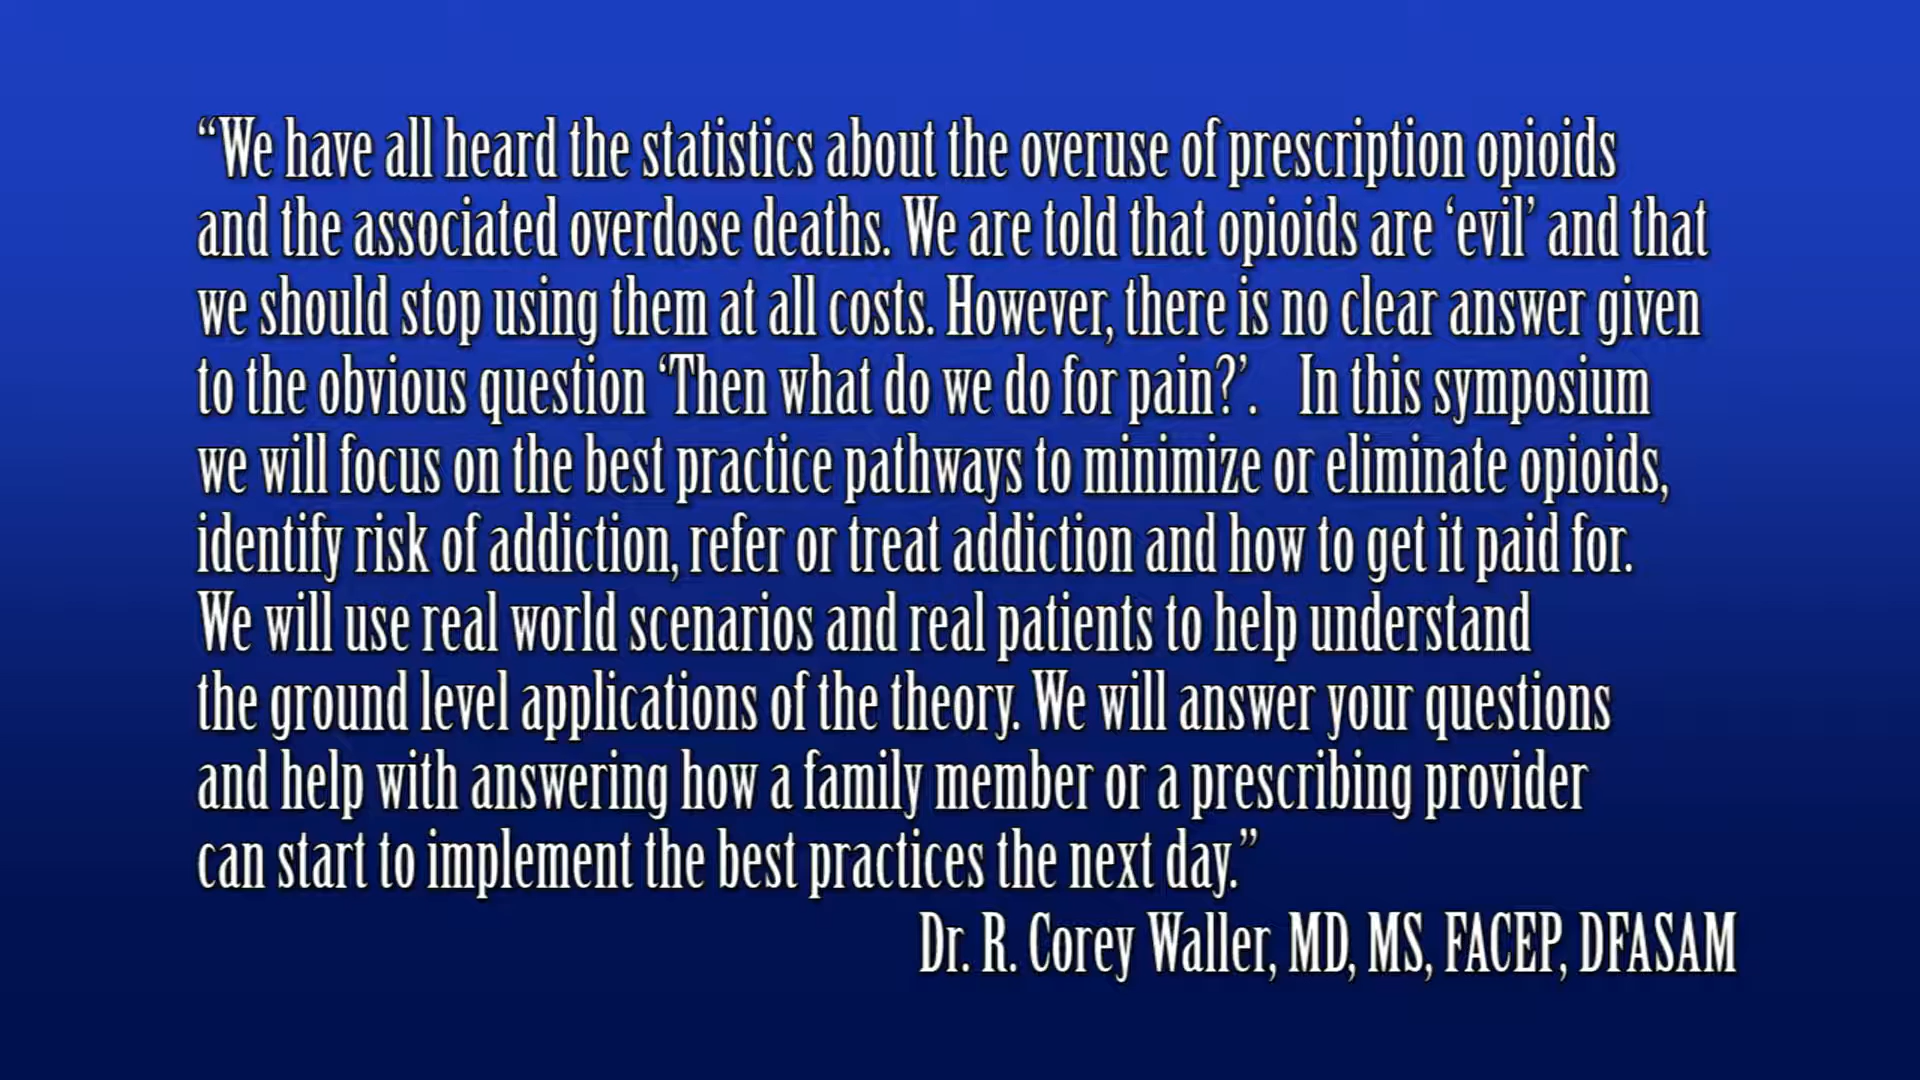 “We have all heard the statistics about the overuse of prescription opioids
and the associated overdose deaths. We are told that opioids are ‘evil’ and that
we should stop using them at all costs. However, there is no clear answer given
to the obvious question ‘Then what do we do for pain?’.   In this symposium
we will focus on the best practice pathways to minimize or eliminate opioids,
identify risk of addiction, refer or treat addiction and how to get it paid for.
We will use real world scenarios and real patients to help understand
the ground level applications of the theory. We will answer your questions
and help with answering how a family member or a prescribing provider
can start to implement the best practices the next day.”
Dr. R. Corey Waller, MD, MS, FACEP, DFASAM